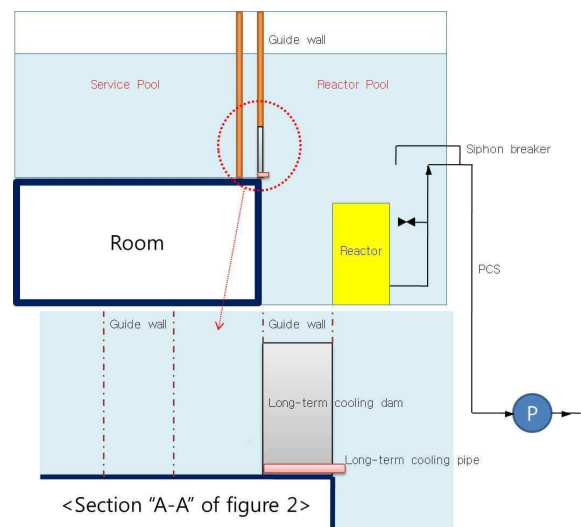 Guide wall
Service Pool
Reactor Pool
Siphon breaker
Room
Reactor
PCS
Guide wall
Guide wall
Long-term cooling dam
P
Long-term cooling pipe
<Section "A-A" of figure 2>